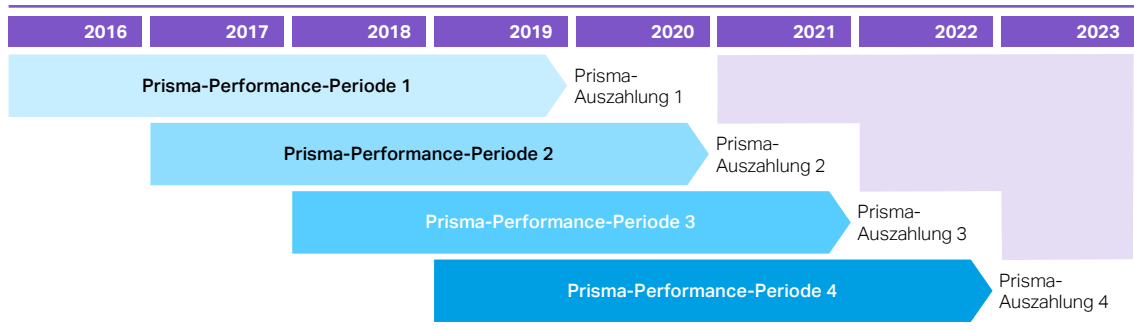 2016 2017 2018 2019 2020 2021 2022 2023
Prisma-Performance-Periode 1
Prisma-
Auszahlung 1
Prisma-Performance-Periode 2
Prisma-
Auszahlung 2
Prisma-Performance-Periode 3
Prisma-
Auszahlung 3
Prisma-Performance-Periode 4
Prisma-
Auszahlung 4